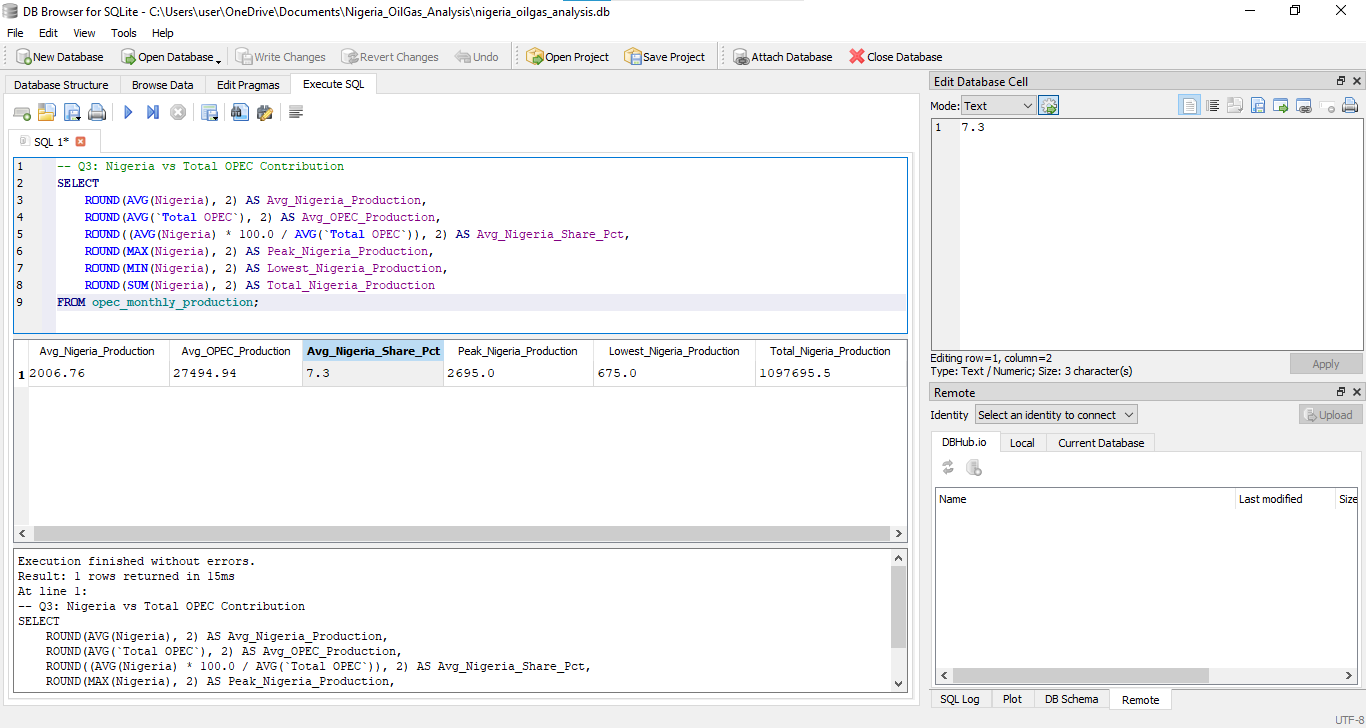 DB Browser for SQLite - C:\Users\user\OneDrive\Documents\Nigeria_OilGas_Analysis\nigeria_oilgas_analysis.db
File Edit View Tools Help
New Database Open Database Write Changes Revert Changes Undo Open Project Save Project Attach Database Close Database
Database Structure Browse Data Edit Pragmas Execute SQL
SQL 1*
1 -- Q3: Nigeria vs Total OPEC Contribution
2 SELECT
3 ROUND(AVG(Nigeria), 2) AS Avg_Nigeria_Production,
4 ROUND(AVG(`Total OPEC`), 2) AS Avg_OPEC_Production,
5 ROUND((AVG(Nigeria) * 100.0 / AVG(`Total OPEC`)), 2) AS Avg_Nigeria_Share_Pct,
6 ROUND(MAX(Nigeria), 2) AS Peak_Nigeria_Production,
7 ROUND(MIN(Nigeria), 2) AS Lowest_Nigeria_Production,
8 ROUND(SUM(Nigeria), 2) AS Total_Nigeria_Production
9 FROM opec_monthly_production;
Avg_Nigeria_Production Avg_OPEC_Production Avg_Nigeria_Share_Pct Peak_Nigeria_Production Lowest_Nigeria_Production Total_Nigeria_Production
1 2006.76 27494.94 7.3 2695.0 675.0 1097695.5
Execution finished without errors.
Result: 1 rows returned in 15ms
At line 1:
-- Q3: Nigeria vs Total OPEC Contribution
SELECT
ROUND(AVG(Nigeria), 2) AS Avg_Nigeria_Production,
ROUND(AVG(`Total OPEC`), 2) AS Avg_OPEC_Production,
ROUND((AVG(Nigeria) * 100.0 / AVG(`Total OPEC`)), 2) AS Avg_Nigeria_Share_Pct,
ROUND(MAX(Nigeria), 2) AS Peak_Nigeria_Production,
Edit Database Cell
Mode: Text
1 7.3
Editing row=1, column=2
Type: Text / Numeric; Size: 3 character(s)
Apply
Remote
Identity Select an identity to connect Upload
DBHub.io Local Current Database
Name Last modified Size
SQL Log Plot DB Schema Remote
UTF-8